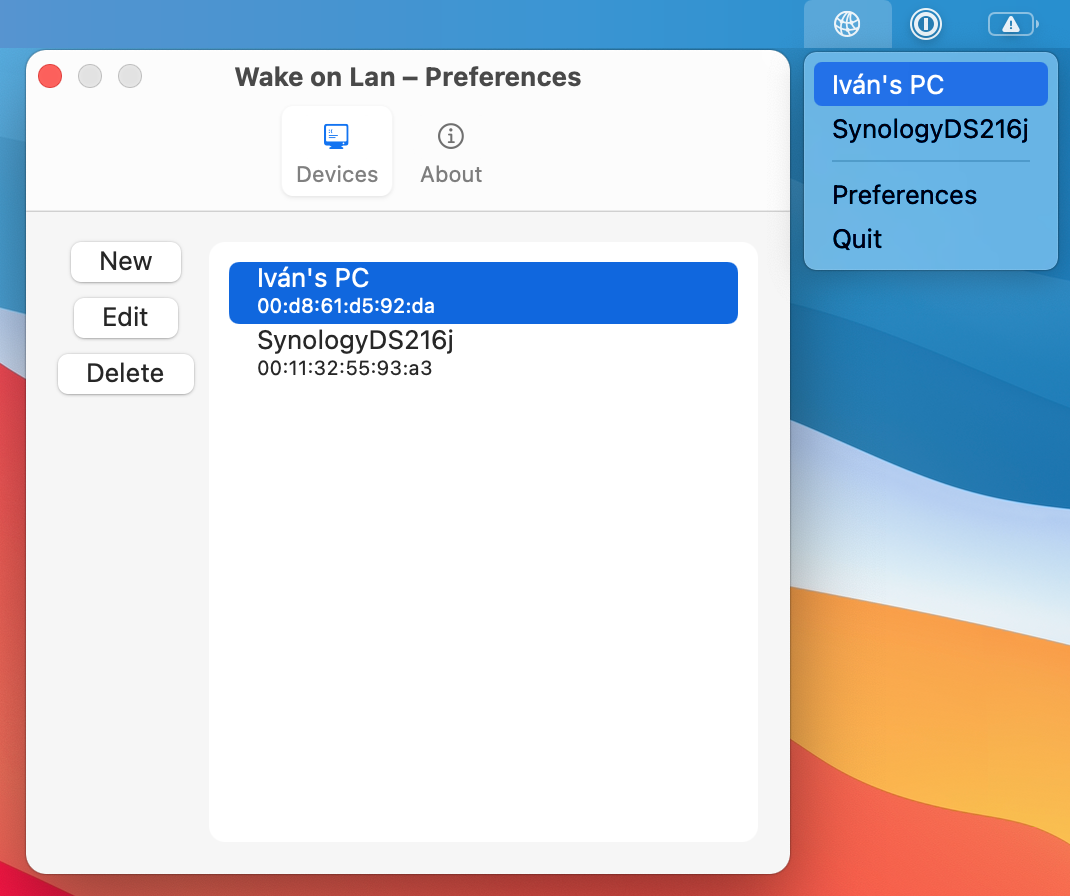 Wake on Lan – Preferences
Devices
About
New
Edit
Delete
Iván's PC
00:d8:61:d5:92:da
SynologyDS216j
00:11:32:55:93:a3
Iván's PC
SynologyDS216j
Preferences
Quit